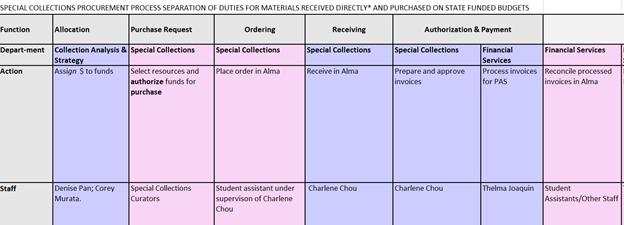 SPECIAL COLLECTIONS PROCUREMENT PROCESS SEPARATION OF DUTIES FOR MATERIALS RECEIVED DIRECTLY* AND PURCHASED ON STATE FUNDED BUDGETS
Function Allocation Purchase Request Ordering Receiving Authorization & Payment
Depart-ment Collection Analysis & Special Collections Special Collections Special Collections Special Collections Financial Financial Services
Strategy Services
Action Assign $ to funds Select resources and Place order in Alma Receive in Alma Prepare and approve Process invoices Reconcile processed
authorize funds for invoices for PAS invoices in Alma
purchase
Staff Denise Pan; Corey Special Collections Student assistant under Charlene Chou Charlene Chou Thelma Joaquin Student
Murata. Curators supervison of Charlene Assistants/Other Staff
Chou